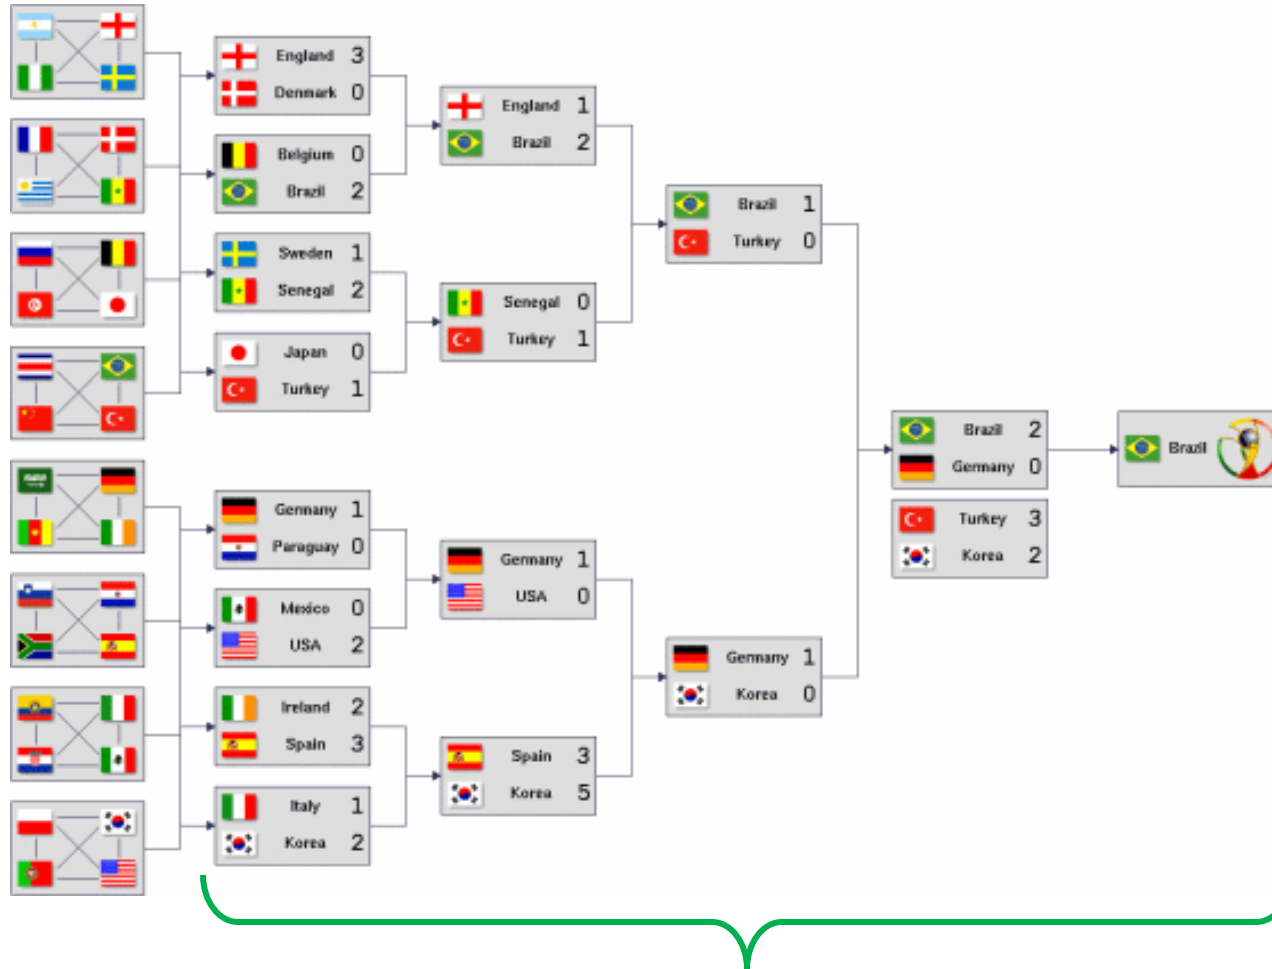 England 3
Denmark 0
Belgium 0
Brazil 2
Sweden 1
Senegal 2
Japan 0
Turkey 1
Germany 1
Paraguay 0
Mexico 0
USA 2
Ireland 2
Spain 3
Italy 1
Korea 2
England 1
Brazil 2
Senegal 0
Turkey 1
Germany 1
USA 0
Spain 3
Korea 5
Brazil 1
Turkey 0
Germany 1
Korea 0
Brazil 2
Germany 0
Turkey 3
Korea 2
Brazil